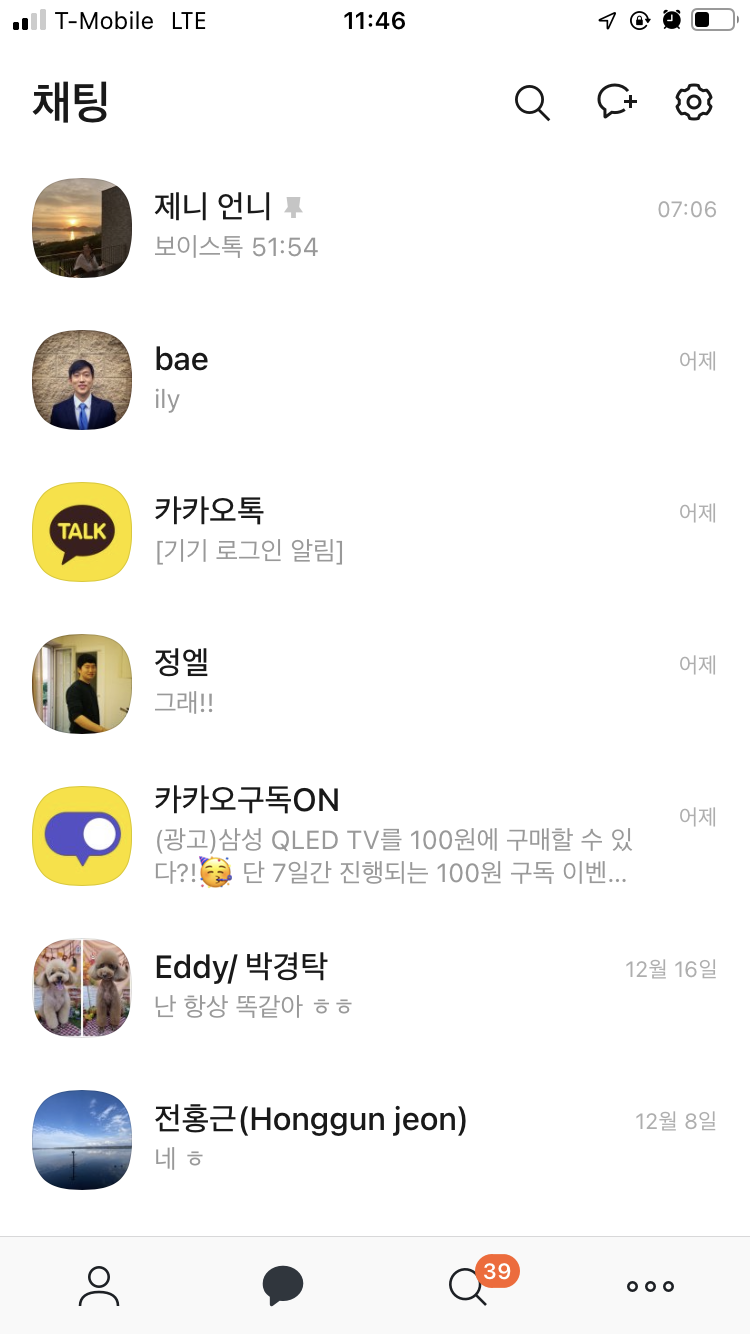 T-Mobile LTE 11:46
채팅
제니 언니 07:06
보이스톡 51:54
bae 어제
ily
TALK
카카오톡 어제
[기기 로그인 알림]
정엘 어제
그래!!
카카오구독ON 어제
(광고)삼성 QLED TV를 100원에 구매할 수 있
다?!🥳 단 7일간 진행되는 100원 구독 이벤...
Eddy/ 박경탁 12월 16일
난 항상 똑같아 ㅎㅎ
전홍근(Honggun jeon) 12월 8일
네 ㅎ
39